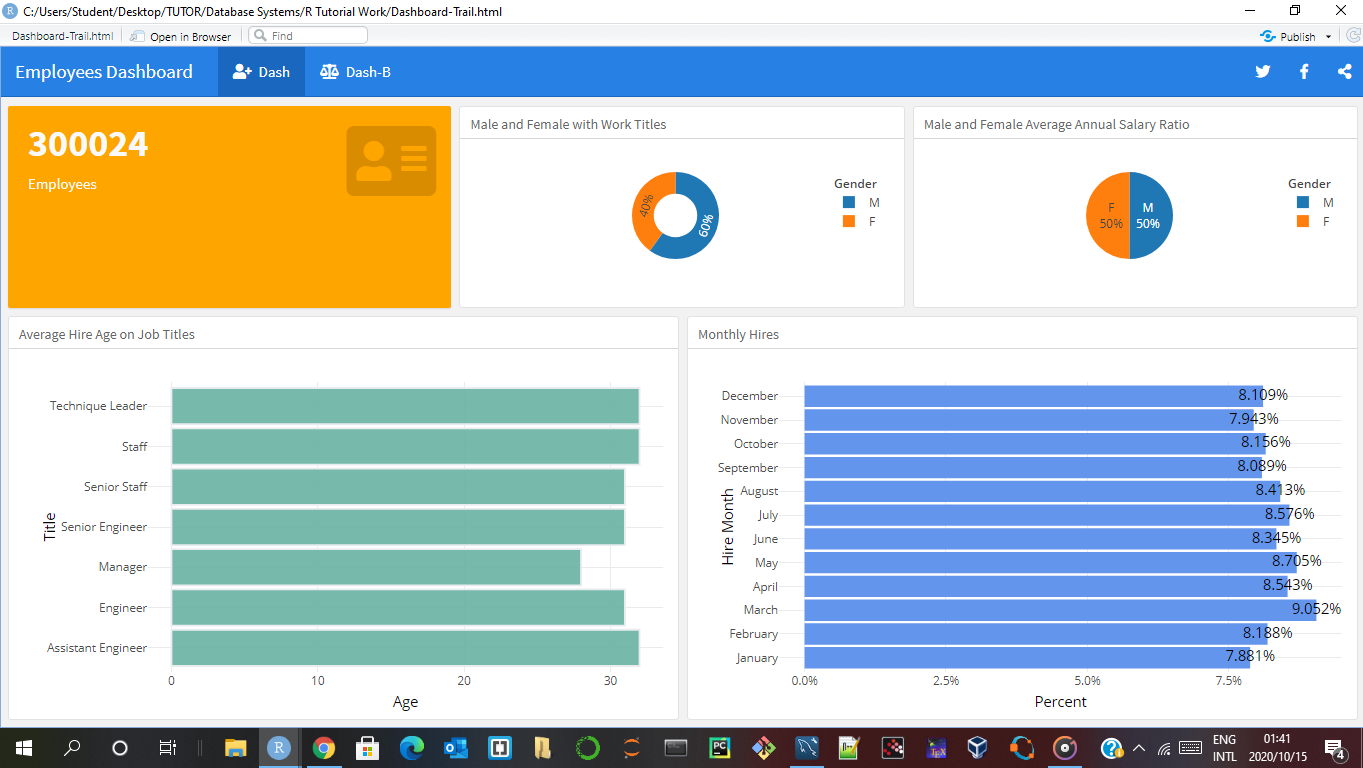 C:/Users/Student/Desktop/TUTOR/Database Systems/R Tutorial Work/Dashboard-Trail.html
Dashboard-Trail.html Open in Browser Find Publish
Employees Dashboard Dash Dash-B
300024
Employees
Male and Female with Work Titles
40%
60%
Gender
M
F
Male and Female Average Annual Salary Ratio
F
50%
M
50%
Gender
M
F
Average Hire Age on Job Titles
Title
Technique Leader
Staff
Senior Staff
Senior Engineer
Manager
Engineer
Assistant Engineer
0 10 20 30
Age
Monthly Hires
Hire Month
December 8.109%
November 7.943%
October 8.156%
September 8.089%
August 8.413%
July 8.576%
June 8.345%
May 8.705%
April 8.543%
March 9.052%
February 8.188%
January 7.881%
0.0% 2.5% 5.0% 7.5%
Percent
ENG
INTL
01:41
2020/10/15
4